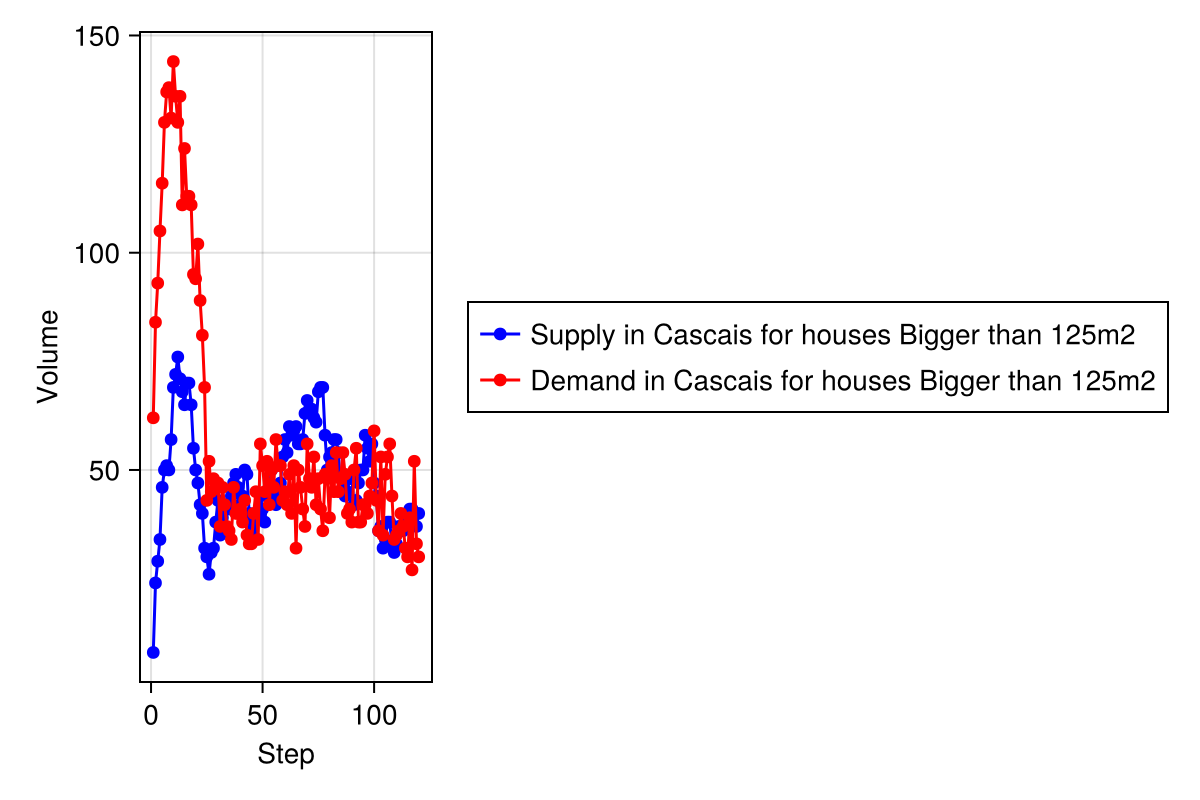 150
100
50
Volume
0 50 100
Step
Supply in Cascais for houses Bigger than 125m2
Demand in Cascais for houses Bigger than 125m2